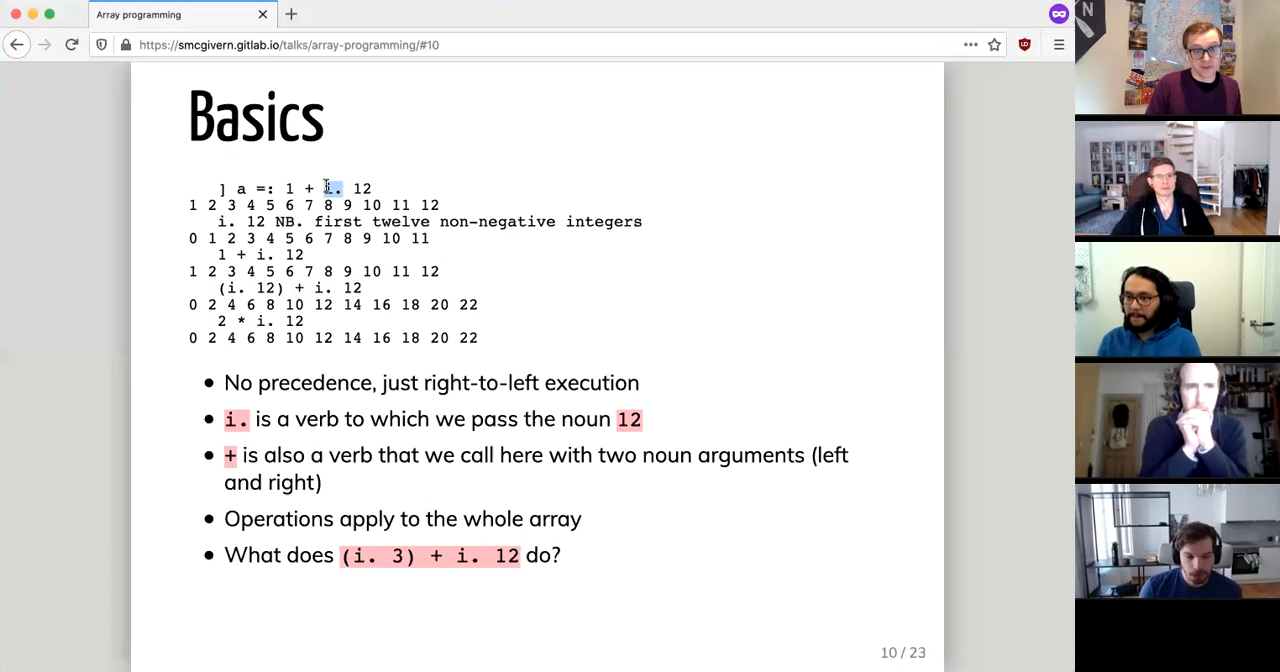 Array programming
https://smcgivern.gitlab.io/talks/array-programming/#10
N
Basics
] a =: 1 + i. 12
1 2 3 4 5 6 7 8 9 10 11 12
i. 12 NB. first twelve non-negative integers
0 1 2 3 4 5 6 7 8 9 10 11
1 + i. 12
1 2 3 4 5 6 7 8 9 10 11 12
(i. 12) + i. 12
0 2 4 6 8 10 12 14 16 18 20 22
2 * i. 12
0 2 4 6 8 10 12 14 16 18 20 22
• No precedence, just right-to-left execution
• i. is a verb to which we pass the noun 12
• + is also a verb that we call here with two noun arguments (left
and right)
• Operations apply to the whole array
• What does (i. 3) + i. 12 do?
10 / 23